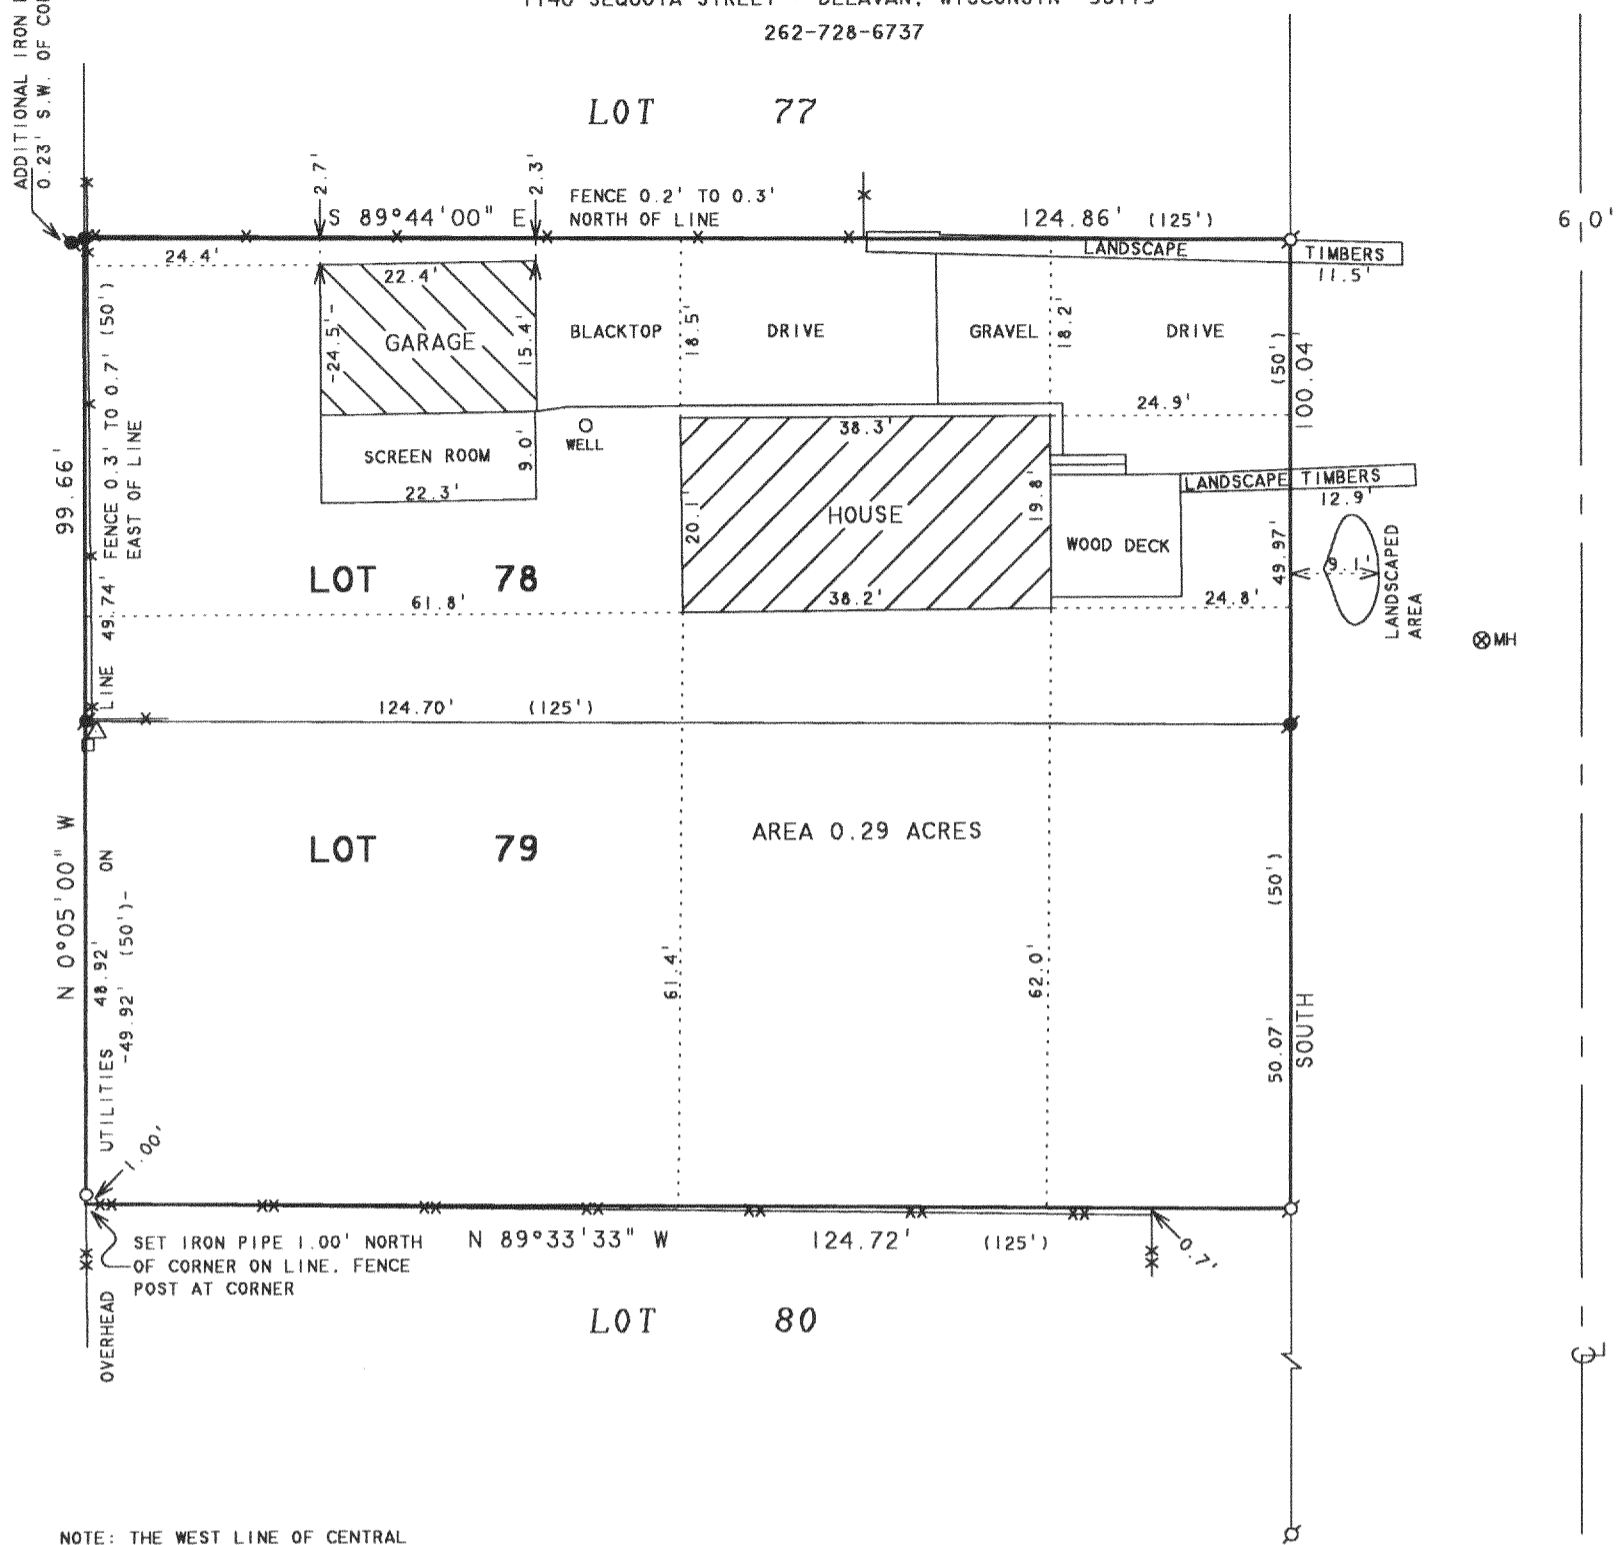 262-728-6737
ADDITIONAL IRON
0.23' S.W. OF
LOT 77
2.7'
2.3'
FENCE 0.2' TO 0.3'
NORTH OF LINE
S 89°44'00" E
124.86' (125')
LANDSCAPE TIMBERS
11.5'
24.4'
22.4'
GARAGE
-24.5'-
15.4'
BLACKTOP DRIVE
18.5'
GRAVEL DRIVE
18.2'
(50')
100.04'
24.9'
SCREEN ROOM
22.3'
9.0'
WELL
38.3'
HOUSE
20.1'
19.8'
38.2'
WOOD DECK
LANDSCAPE TIMBERS
12.9'
49.97'
9.1'
LANDSCAPED
AREA
24.8'
MH
99.66'
LINE 49.74' FENCE 0.3' TO 0.7' (50')
EAST OF LINE
LOT 78
61.8'
124.70' (125')
LOT 79
AREA 0.29 ACRES
N 0°05'00" W
OVERHEAD UTILITIES 48.92' ON
-49.92' (50')-
61.4'
62.0'
(50')
50.07'
SOUTH
1.00'
SET IRON PIPE 1.00' NORTH
OF CORNER ON LINE. FENCE
POST AT CORNER
N 89°33'33" W 124.72' (125')
0.7'
LOT 80
NOTE: THE WEST LINE OF CENTRAL